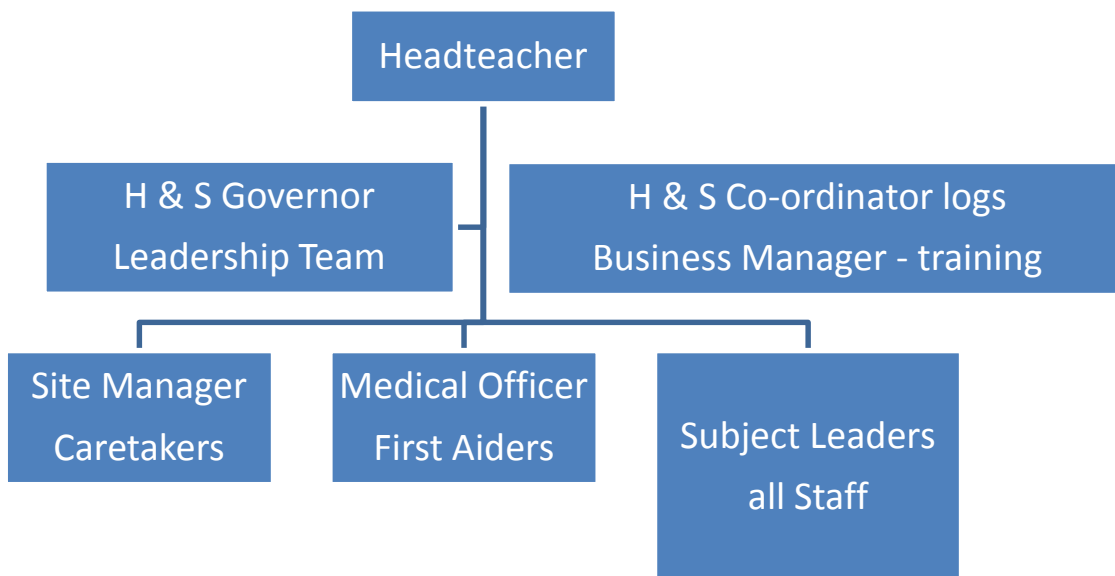 Headteacher
H & S Governor
Leadership Team
H & S Co-ordinator logs
Business Manager - training
Site Manager
Caretakers
Medical Officer
First Aiders
Subject Leaders
all Staff